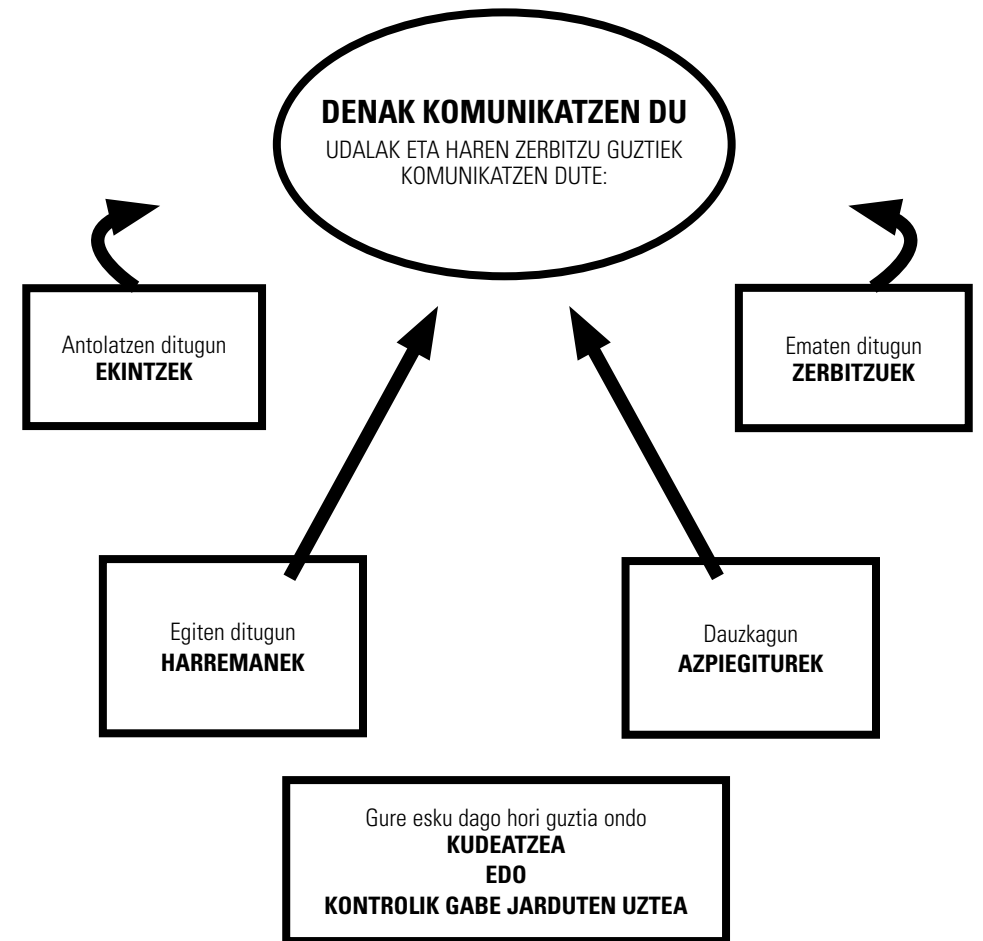 DENAK KOMUNIKATZEN DU
UDALAK ETA HAREN ZERBITZU GUZTIEK
KOMUNIKATZEN DUTE:
Antolatzen ditugun
EKINTZEK
Ematen ditugun
ZERBITZUEK
Egiten ditugun
HARREMANEK
Dauzkagun
AZPIEGITUREK
Gure esku dago hori guztia ondo
KUDEATZEA
EDO
KONTROLIK GABE JARDUTEN UZTEA